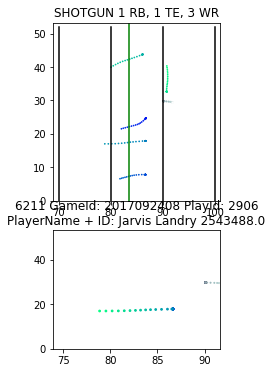 SHOTGUN 1 RB, 1 TE, 3 WR
50
40
30
20
10
0
70 80 90 100
6211 GameId: 2017092408 PlayId: 2906
PlayerName + ID: Jarvis Landry 2543488.0
40
20
0
75 80 85 90